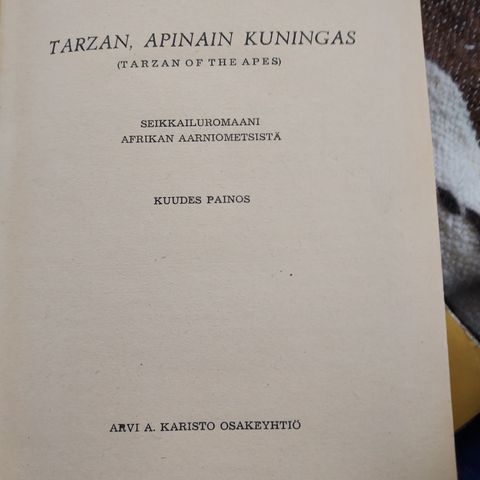 TARZAN, APINAIN KUNINGAS
(TARZAN OF THE APES)
SEIKKAILUROMAANI
AFRIKAN AARNIOMETSISTÄ
KUUDES PAINOS
ARVI A. KARISTO OSAKEYHTIÖ